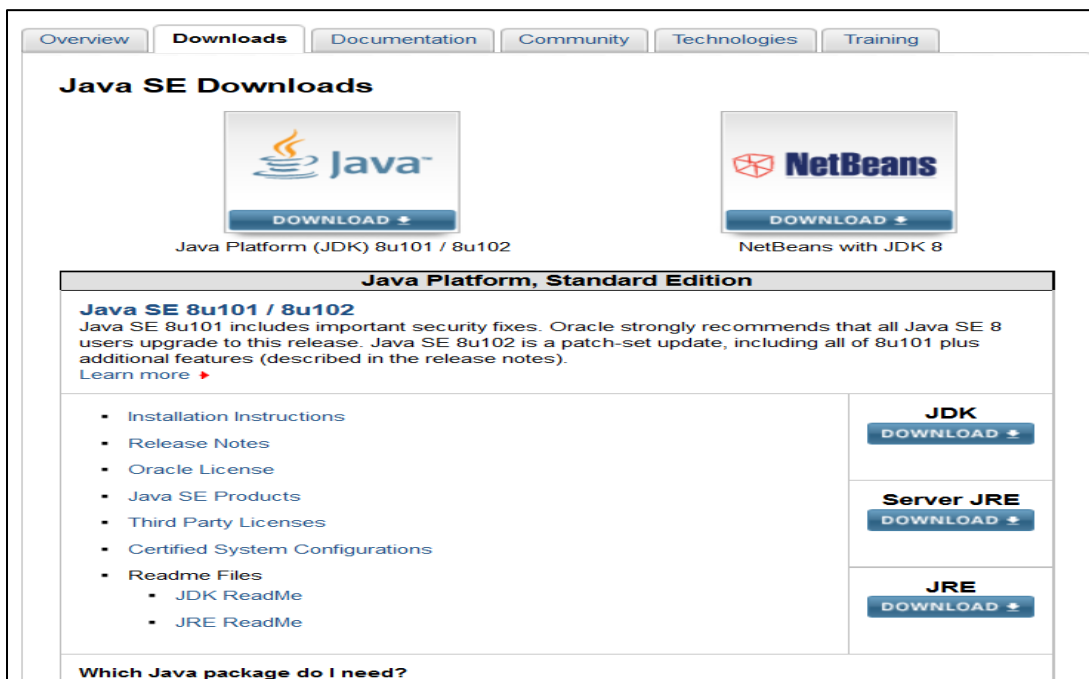 Overview Downloads Documentation Community Technologies Training
Java SE Downloads
Java™
NetBeans
DOWNLOAD
DOWNLOAD
Java Platform (JDK) 8u101 / 8u102
NetBeans with JDK 8
Java Platform, Standard Edition
Java SE 8u101 / 8u102
Java SE 8u101 includes important security fixes. Oracle strongly recommends that all Java SE 8
users upgrade to this release. Java SE 8u102 is a patch-set update, including all of 8u101 plus
additional features (described in the release notes).
Learn more
Installation Instructions
Release Notes
Oracle License
Java SE Products
Third Party Licenses
Certified System Configurations
Readme Files
JDK ReadMe
JRE ReadMe
JDK
DOWNLOAD
Server JRE
DOWNLOAD
JRE
DOWNLOAD
Which Java package do I need?